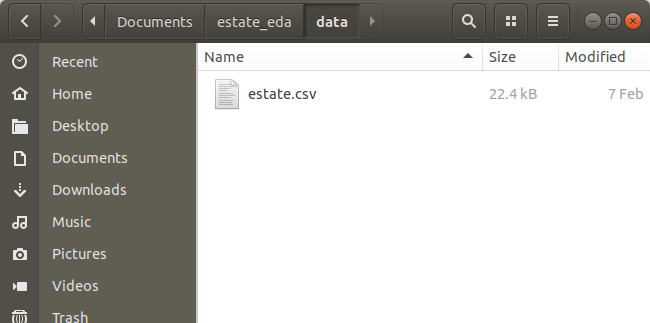 Documents estate_eda data
Name Size Modified
estate.csv 22.4 kB 7 Feb
Recent
Home
Desktop
Documents
Downloads
Music
Pictures
Videos
Trash